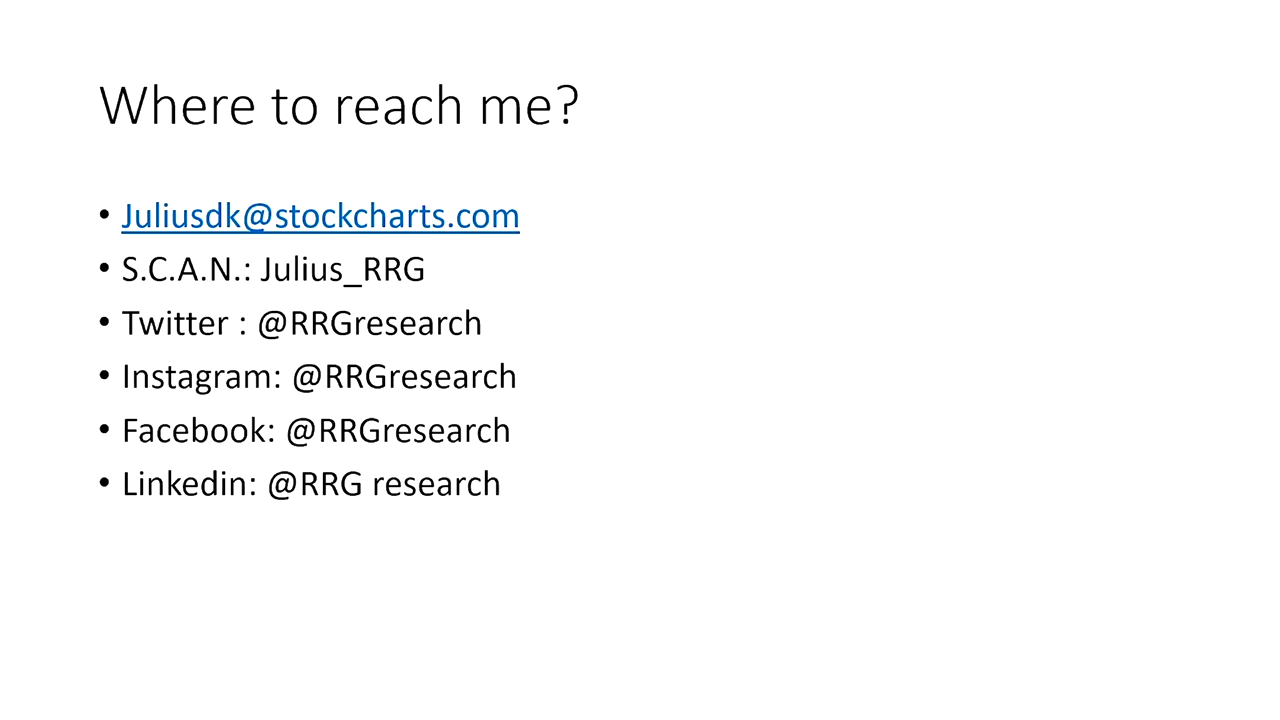 Where to reach me?
• Juliusdk@stockcharts.com
• S.C.A.N.: Julius_RRG
• Twitter : @RRGresearch
• Instagram: @RRGresearch
• Facebook: @RRGresearch
• Linkedin: @RRG research